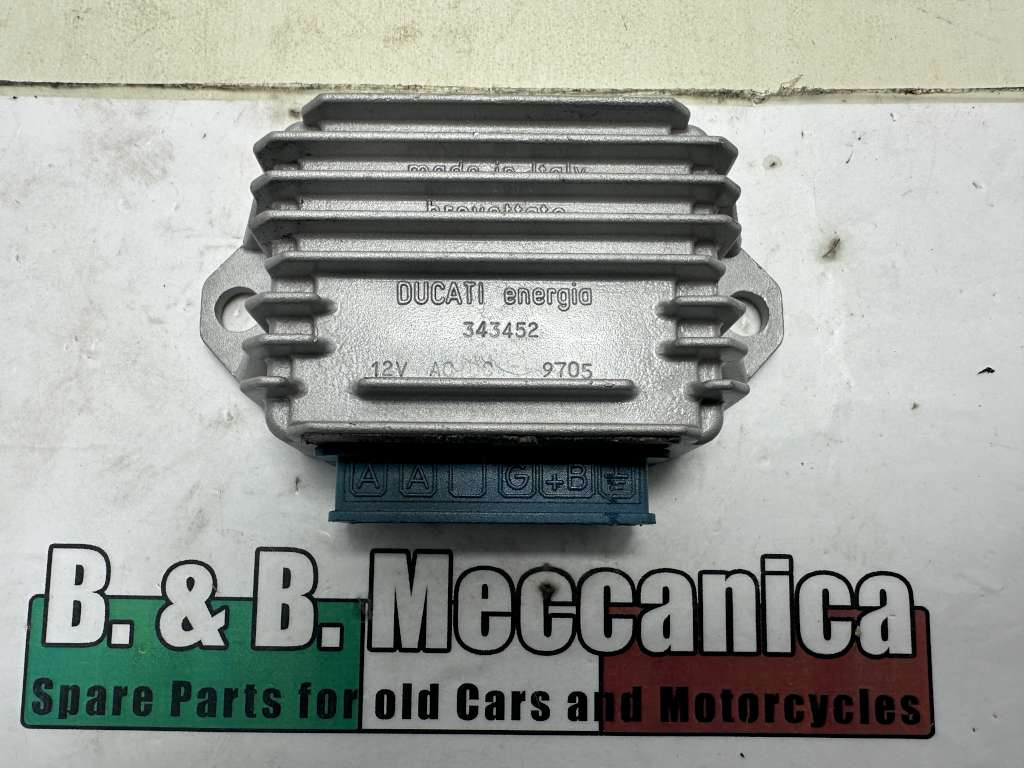 made in Italy
brevettato
DUCATI energia
343452
12V 9705
A A G +B
B. & B. Meccanica
Spare Parts for old Cars and Motorcycles